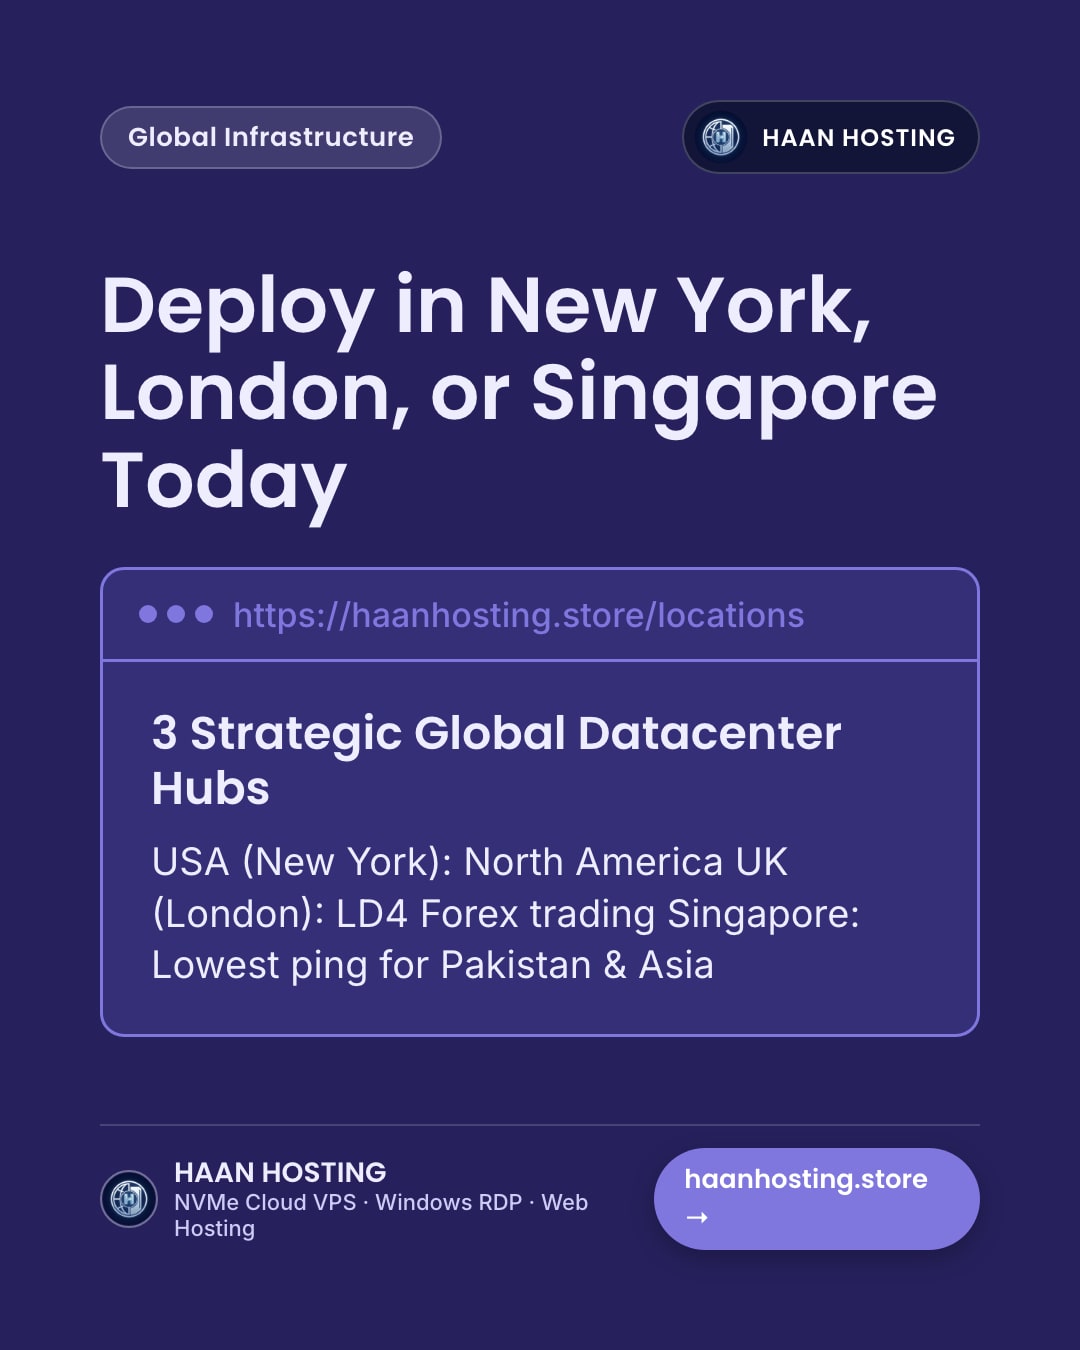 Global Infrastructure
HAAN HOSTING
Deploy in New York,
London, or Singapore
Today
https://haanhosting.store/locations
3 Strategic Global Datacenter
Hubs
USA (New York): North America UK
(London): LD4 Forex trading Singapore:
Lowest ping for Pakistan & Asia
HAAN HOSTING
NVMe Cloud VPS · Windows RDP · Web
Hosting
haanhosting.store
→